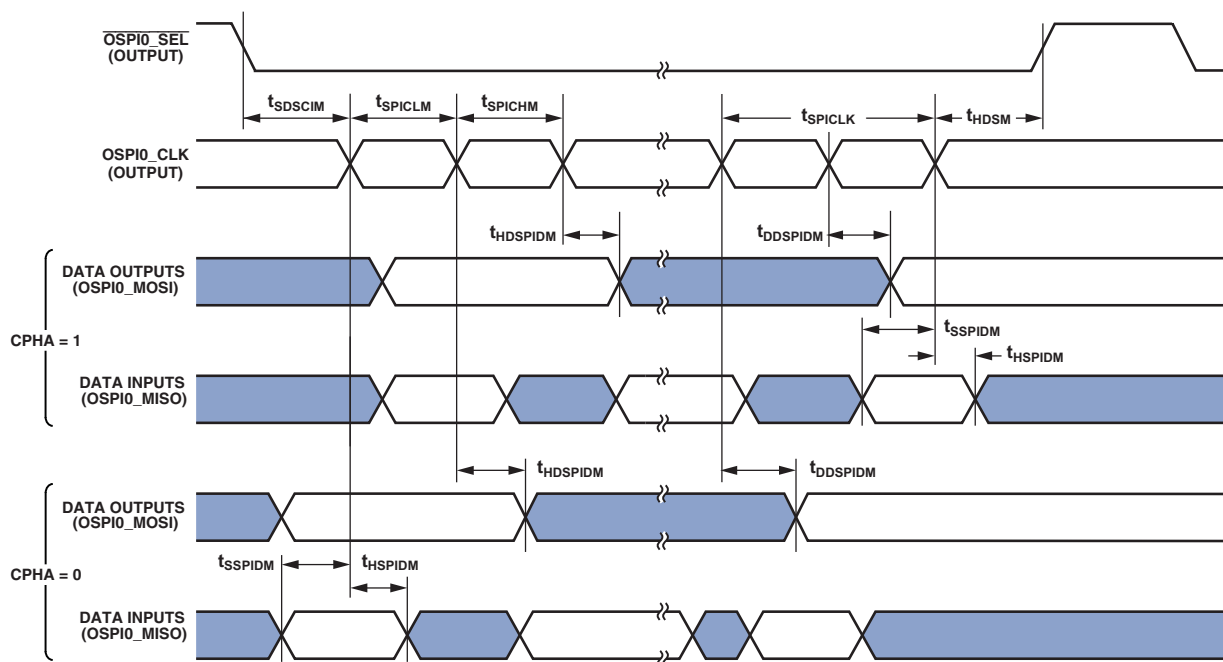 OSPI0_SEL
(OUTPUT)
tSDSCIM
tSPICLM
tSPICHM
tSPICLK
tHDSM
OSPI0_CLK
(OUTPUT)
tHDSPIDM
tDDSPIDM
DATA OUTPUTS
(OSPI0_MOSI)
CPHA = 1
tSSPIDM
tHSPIDM
DATA INPUTS
(OSPI0_MISO)
tHDSPIDM
tDDSPIDM
DATA OUTPUTS
(OSPI0_MOSI)
CPHA = 0
tSSPIDM
tHSPIDM
DATA INPUTS
(OSPI0_MISO)